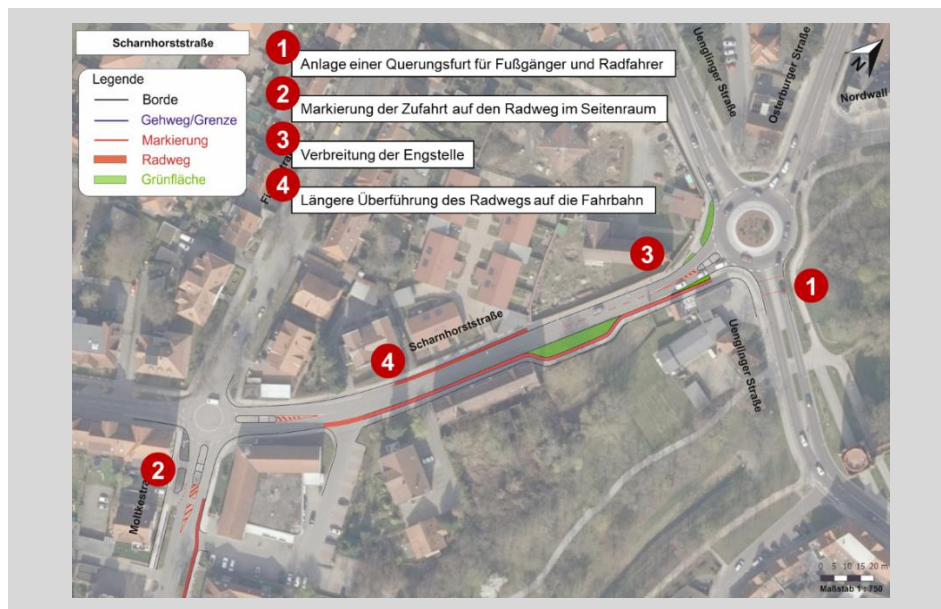 Scharnhorststraße
Legende
Borde
Gehweg/Grenze
Markierung
Radweg
Grünfläche
1
Anlage einer Querungsfurt für Fußgänger und Radfahrer
2
Markierung der Zufahrt auf den Radweg im Seitenraum
3
Verbreitung der Engstelle
4
Längere Überführung des Radwegs auf die Fahrbahn
Uenglinger Straße
Osterburger Straße
N
Nordwall
3
1
Scharnhorststraße
4
Uenglinger Straße
2
0 5 10 15 20 m
Maßstab 1 : 750